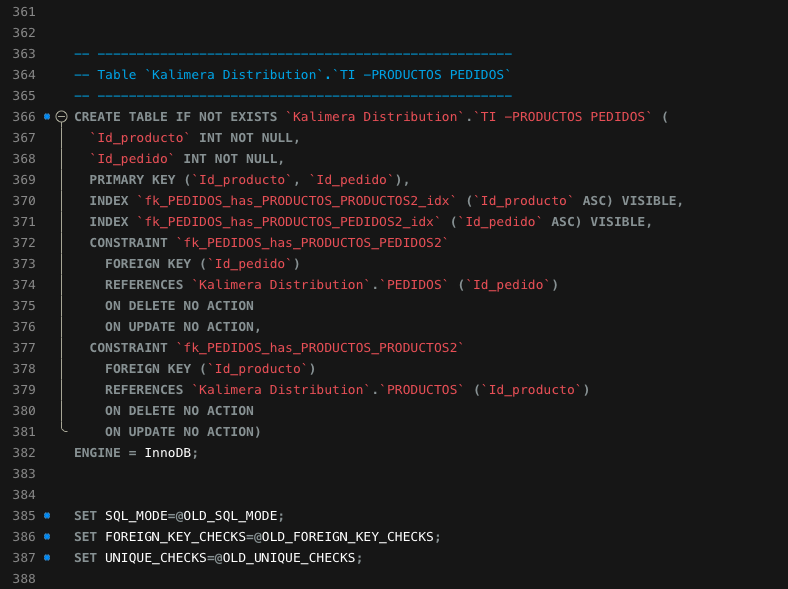 361
362
363 -- -----------------------------------------------------
364 -- Table `Kalimera Distribution`.`TI -PRODUCTOS PEDIDOS`
365 -- -----------------------------------------------------
366 CREATE TABLE IF NOT EXISTS `Kalimera Distribution`.`TI -PRODUCTOS PEDIDOS` (
367 `Id_producto` INT NOT NULL,
368 `Id_pedido` INT NOT NULL,
369 PRIMARY KEY (`Id_producto`, `Id_pedido`),
370 INDEX `fk_PEDIDOS_has_PRODUCTOS_PRODUCTOS2_idx` (`Id_producto` ASC) VISIBLE,
371 INDEX `fk_PEDIDOS_has_PRODUCTOS_PEDIDOS2_idx` (`Id_pedido` ASC) VISIBLE,
372 CONSTRAINT `fk_PEDIDOS_has_PRODUCTOS_PEDIDOS2`
373 FOREIGN KEY (`Id_pedido`)
374 REFERENCES `Kalimera Distribution`.`PEDIDOS` (`Id_pedido`)
375 ON DELETE NO ACTION
376 ON UPDATE NO ACTION,
377 CONSTRAINT `fk_PEDIDOS_has_PRODUCTOS_PRODUCTOS2`
378 FOREIGN KEY (`Id_producto`)
379 REFERENCES `Kalimera Distribution`.`PRODUCTOS` (`Id_producto`)
380 ON DELETE NO ACTION
381 ON UPDATE NO ACTION)
382 ENGINE = InnoDB;
383
384
385 SET SQL_MODE=@OLD_SQL_MODE;
386 SET FOREIGN_KEY_CHECKS=@OLD_FOREIGN_KEY_CHECKS;
387 SET UNIQUE_CHECKS=@OLD_UNIQUE_CHECKS;
388